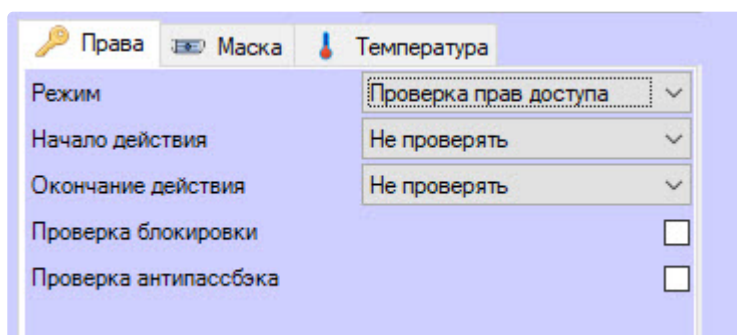 Права Маска Температура
Режим Проверка прав доступа
Начало действия Не проверять
Окончание действия Не проверять
Проверка блокировки
Проверка антипассбэка